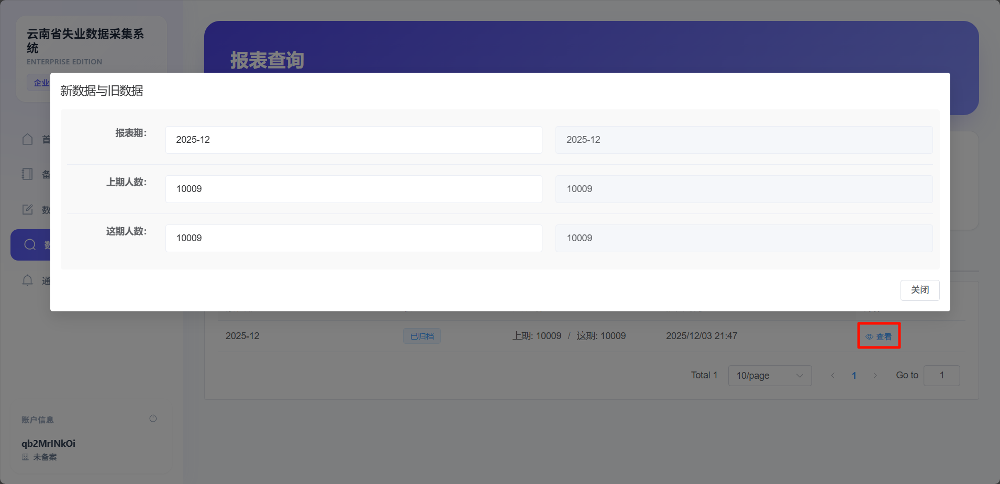 云南省失业数据采集系
统
ENTERPRISE EDITION
企业
报表查询
首
备
数
数
通
新数据与旧数据
报表期: 2025-12 2025-12
上期人数: 10009 10009
这期人数: 10009 10009
关闭
2025-12 已归档 上期: 10009 / 这期: 10009 2025/12/03 21:47 查看
Total 1 10/page 1 Go to 1
账户信息
qb2MrINkOi
未备案